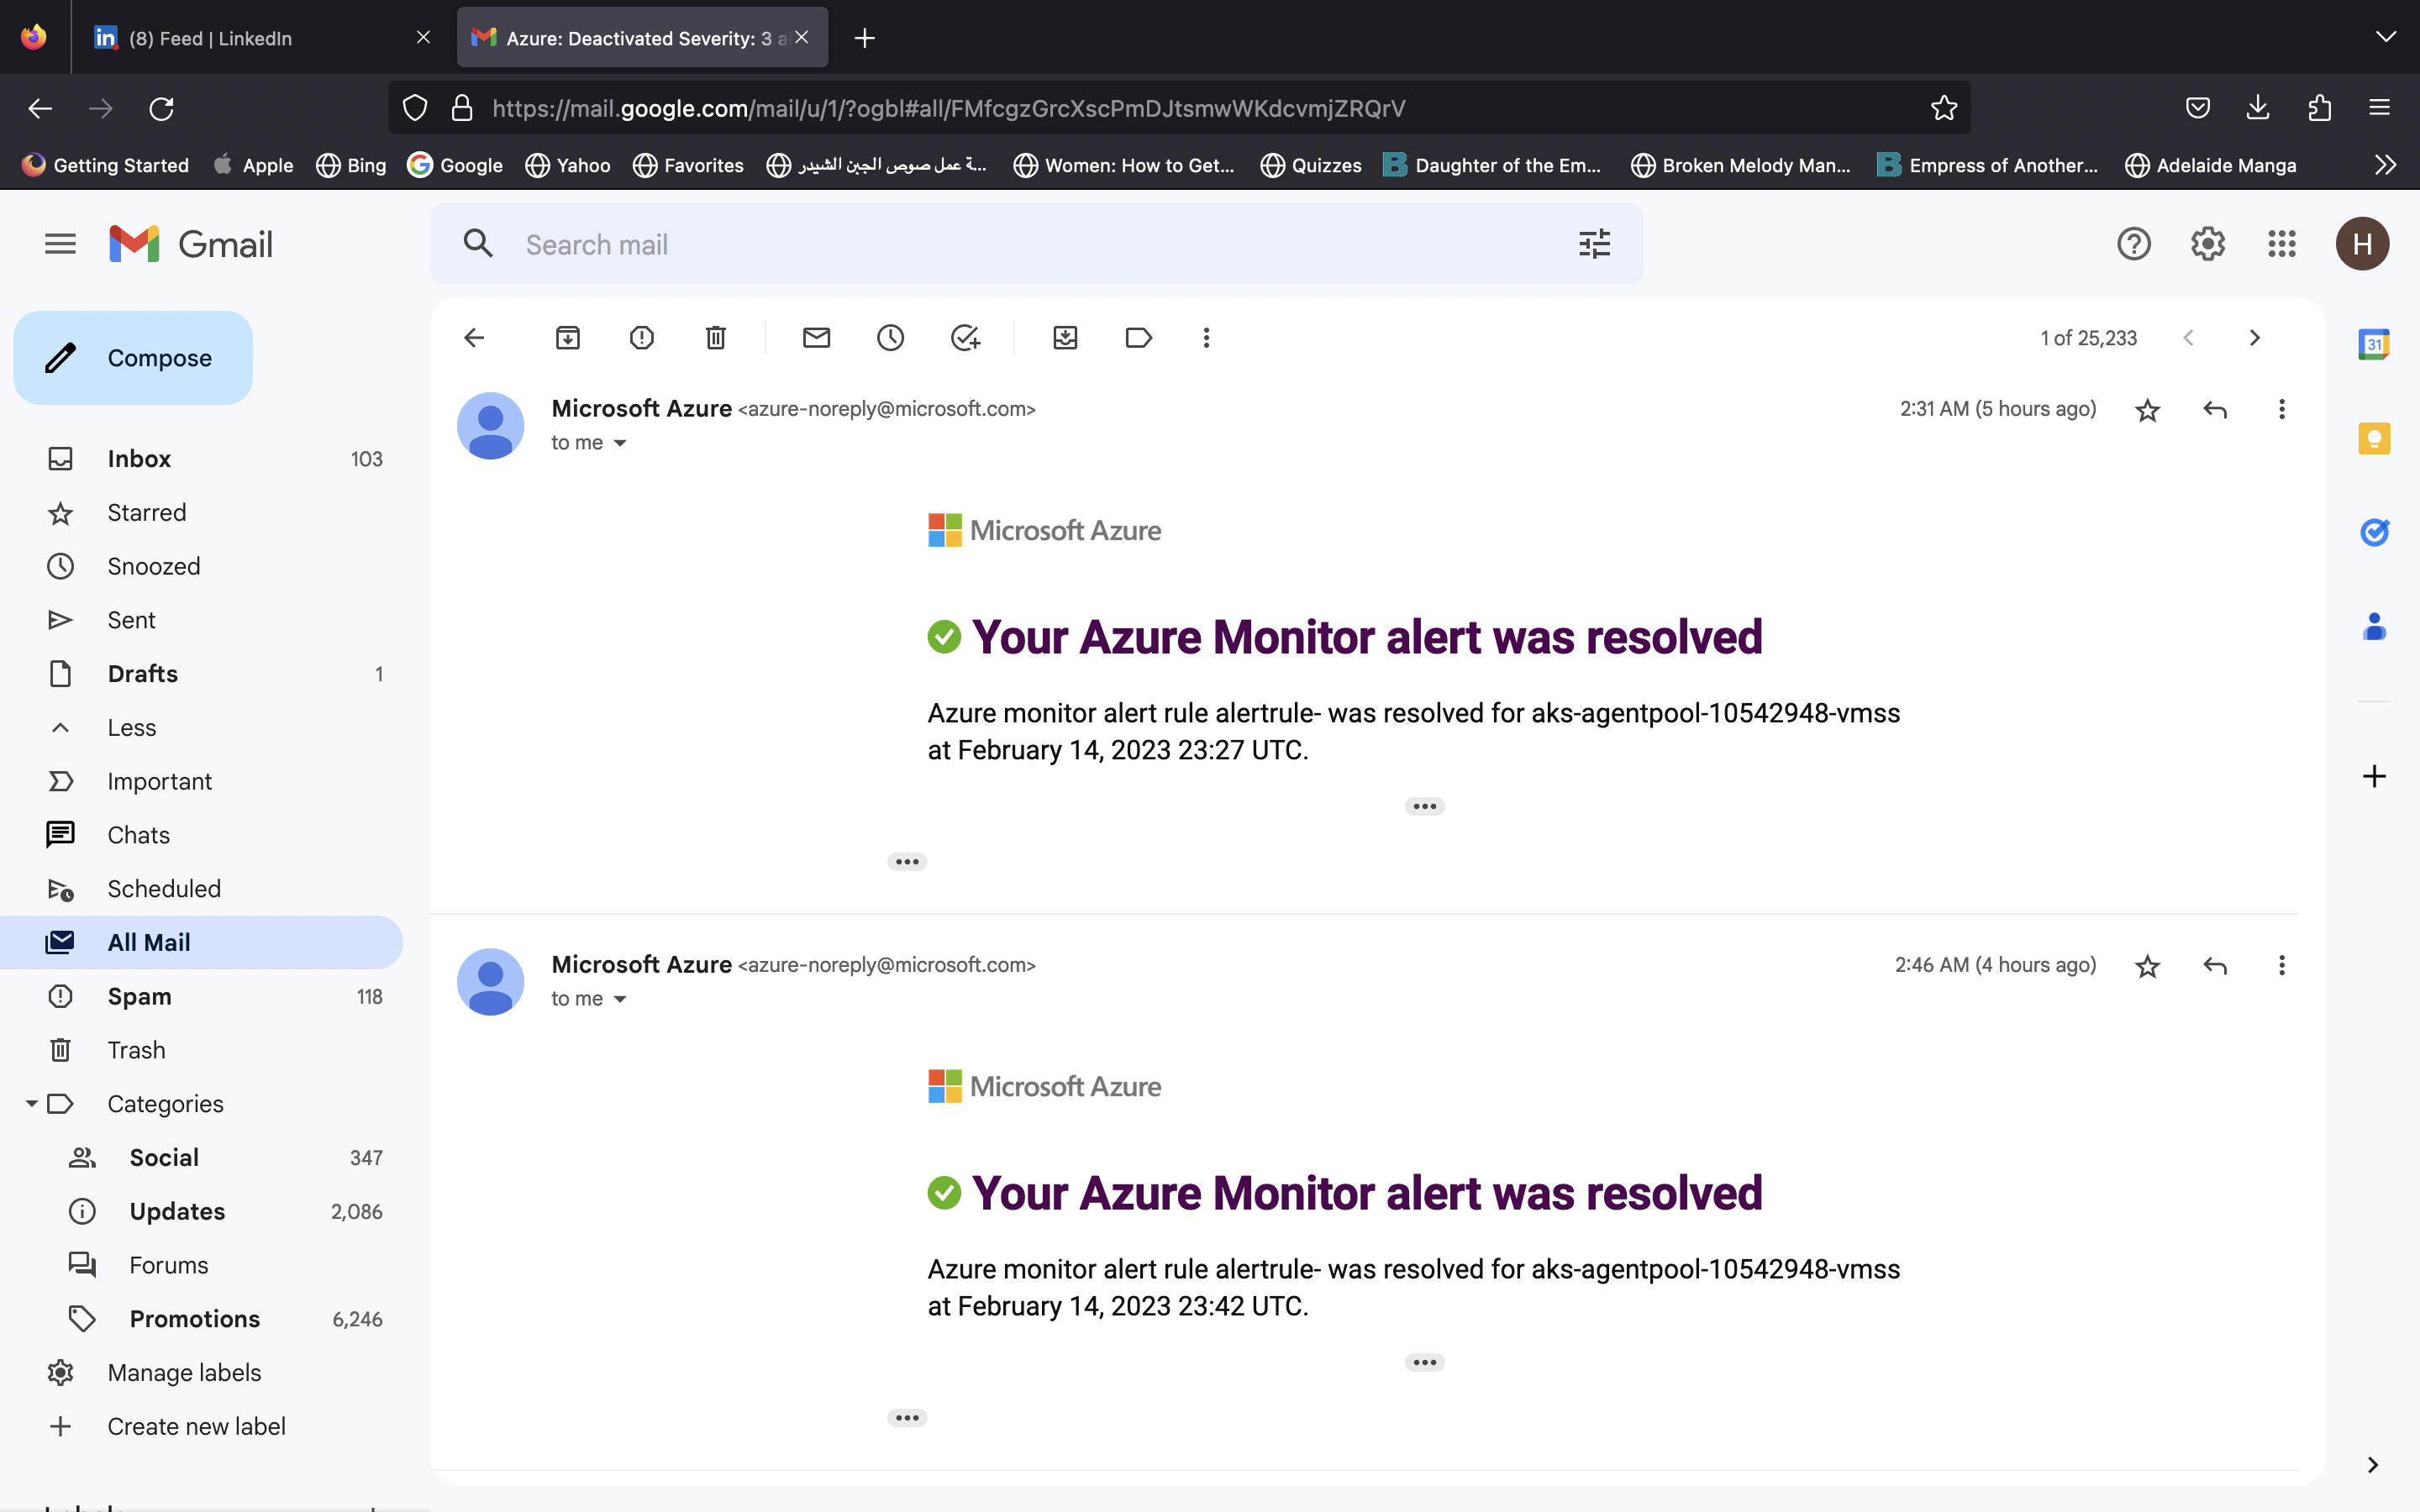 (8) Feed | LinkedIn
Azure: Deactivated Severity: 3 a
https://mail.google.com/mail/u/1/?ogbl#all/FMfcgzGrcXscPmDJtsmwWKdcvmjZRQrV
Getting Started Apple Bing Google Yahoo Favorites ...ة عمل صوص الجبن الشيدر Women: How to Get... Quizzes Daughter of the Em... Broken Melody Man... Empress of Another... Adelaide Manga
Gmail
Search mail
H
Compose
Inbox 103
Starred
Snoozed
Sent
Drafts 1
Less
Important
Chats
Scheduled
All Mail
Spam 118
Trash
Categories
Social 347
Updates 2,086
Forums
Promotions 6,246
Manage labels
Create new label
1 of 25,233
31
Microsoft Azure <azure-noreply@microsoft.com> 2:31 AM (5 hours ago)
to me
Microsoft Azure
Your Azure Monitor alert was resolved
Azure monitor alert rule alertrule- was resolved for aks-agentpool-10542948-vmss
at February 14, 2023 23:27 UTC.
Microsoft Azure <azure-noreply@microsoft.com> 2:46 AM (4 hours ago)
to me
Microsoft Azure
Your Azure Monitor alert was resolved
Azure monitor alert rule alertrule- was resolved for aks-agentpool-10542948-vmss
at February 14, 2023 23:42 UTC.